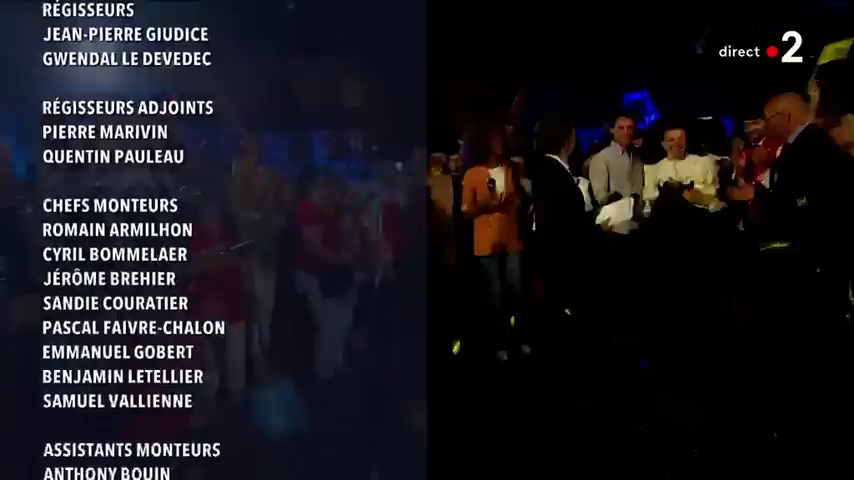 RÉGISSEURS
JEAN-PIERRE GIUDICE
GWENDAL LE DEVEDEC
RÉGISSEURS ADJOINTS
PIERRE MARIVIN
QUENTIN PAULEAU
CHEFS MONTEURS
ROMAIN ARMILHON
CYRIL BOMMELAER
JÉRÔME BREHIER
SANDIE COURATIER
PASCAL FAIVRE-CHALON
EMMANUEL GOBERT
BENJAMIN LETELLIER
SAMUEL VALLIENNE
ASSISTANTS MONTEURS
ANTHONY BOUIN
direct 2